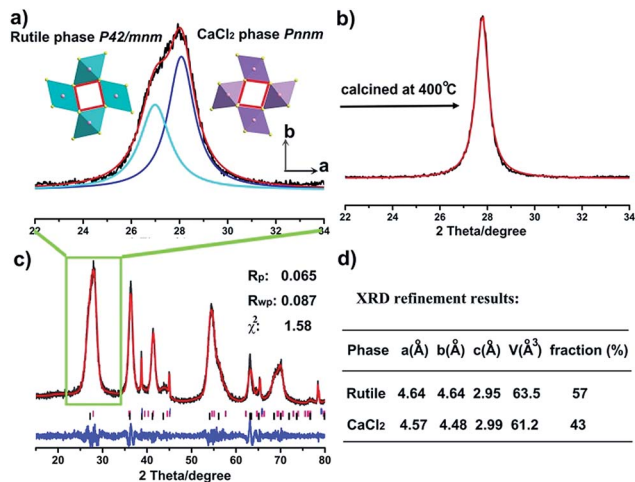 a)
Rutile phase P42/mnm
CaCl2 phase Pnnm
b
a
22 24 26 28 30 32 34
b)
calcined at 400°C
22 24 26 28 30 32 34
2 Theta/degree
c)
Rp: 0.065
Rwp: 0.087
χ²: 1.58
20 30 40 50 60 70 80
2 Theta/degree
d)
XRD refinement results:
Phase a(Å) b(Å) c(Å) V(Å3) fraction (%)
Rutile 4.64 4.64 2.95 63.5 57
CaCl2 4.57 4.48 2.99 61.2 43